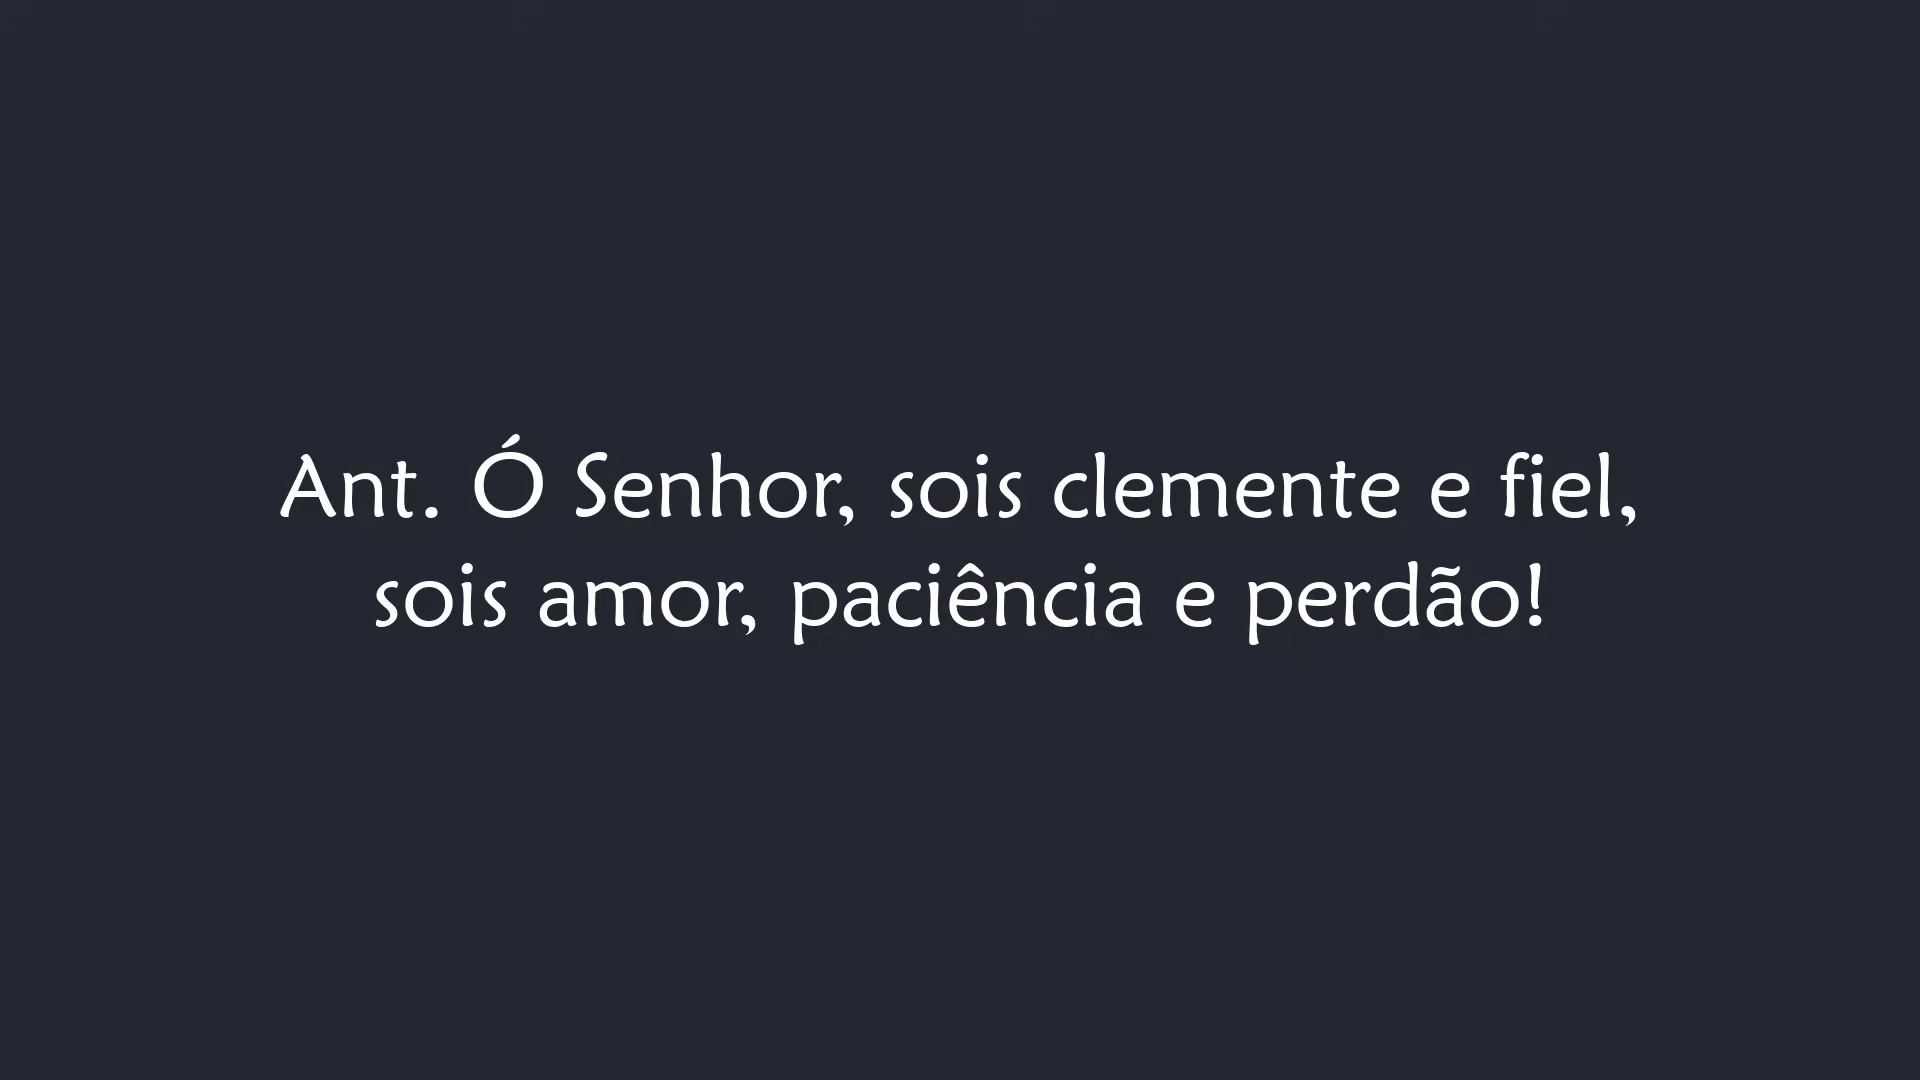 Ant. Ó Senhor, sois clemente e fiel,
sois amor, paciência e perdão!